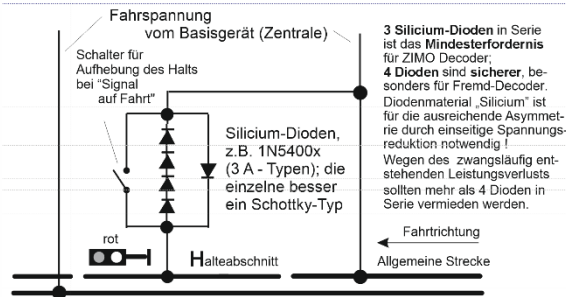 Fahrspannung
vom Basisgerät (Zentrale)
Schalter für
Aufhebung des Halts
bei "Signal
auf Fahrt"
3 Silicium-Dioden in Serie
ist das Mindesterfordernis
für ZIMO Decoder;
4 Dioden sind sicherer, be-
sonders für Fremd-Decoder.
Diodenmaterial „Silicium" ist
für die ausreichende Asymmet-
rie durch einseitige Spannungs-
reduktion notwendig !
Wegen des zwangsläufig ent-
stehenden Leistungsverlusts
sollten mehr als 4 Dioden in
Serie vermieden werden.
Silicium-Dioden,
z.B. 1N5400x
(3 A - Typen); die
einzelne besser
ein Schottky-Typ
rot
Halteabschnitt
Fahrtrichtung
Allgemeine Strecke